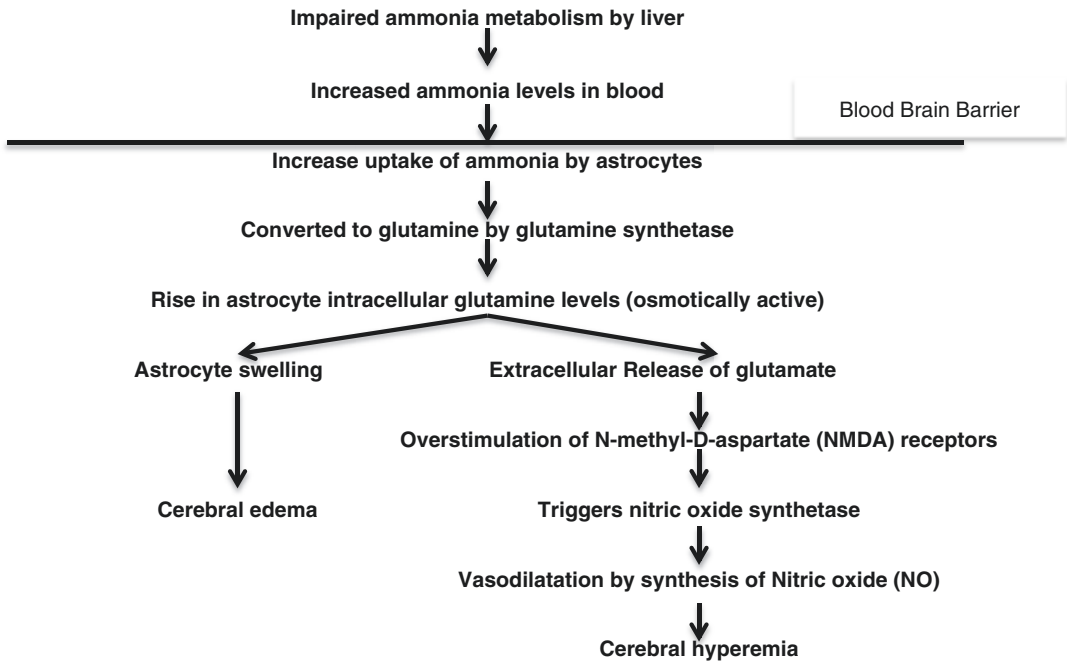 Impaired ammonia metabolism by liver
Increased ammonia levels in blood
Blood Brain Barrier
Increase uptake of ammonia by astrocytes
Converted to glutamine by glutamine synthetase
Rise in astrocyte intracellular glutamine levels (osmotically active)
Astrocyte swelling
Extracellular Release of glutamate
Overstimulation of N-methyl-D-aspartate (NMDA) receptors
Cerebral edema
Triggers nitric oxide synthetase
Vasodilatation by synthesis of Nitric oxide (NO)
Cerebral hyperemia